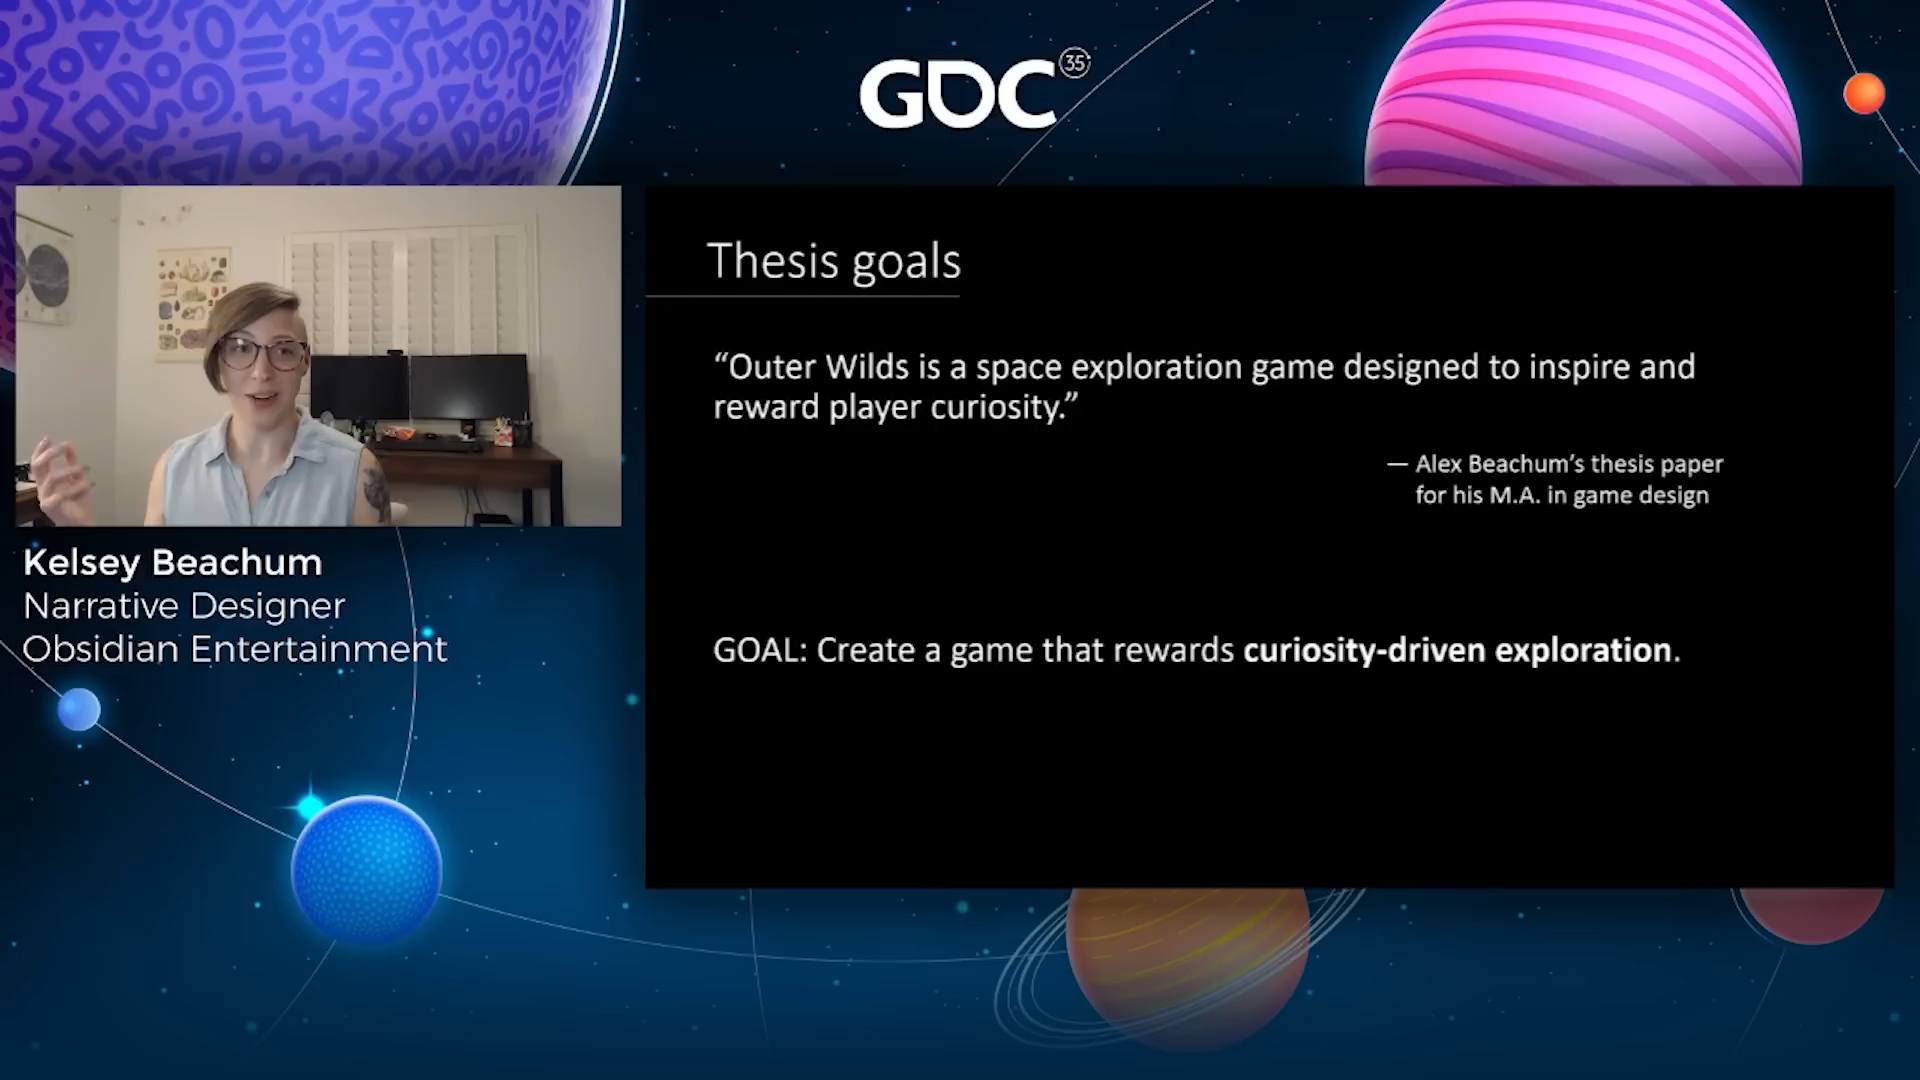 GDC 35
Thesis goals
“Outer Wilds is a space exploration game designed to inspire and
reward player curiosity.”
— Alex Beachum’s thesis paper
for his M.A. in game design
GOAL: Create a game that rewards curiosity-driven exploration.
Kelsey Beachum
Narrative Designer
Obsidian Entertainment